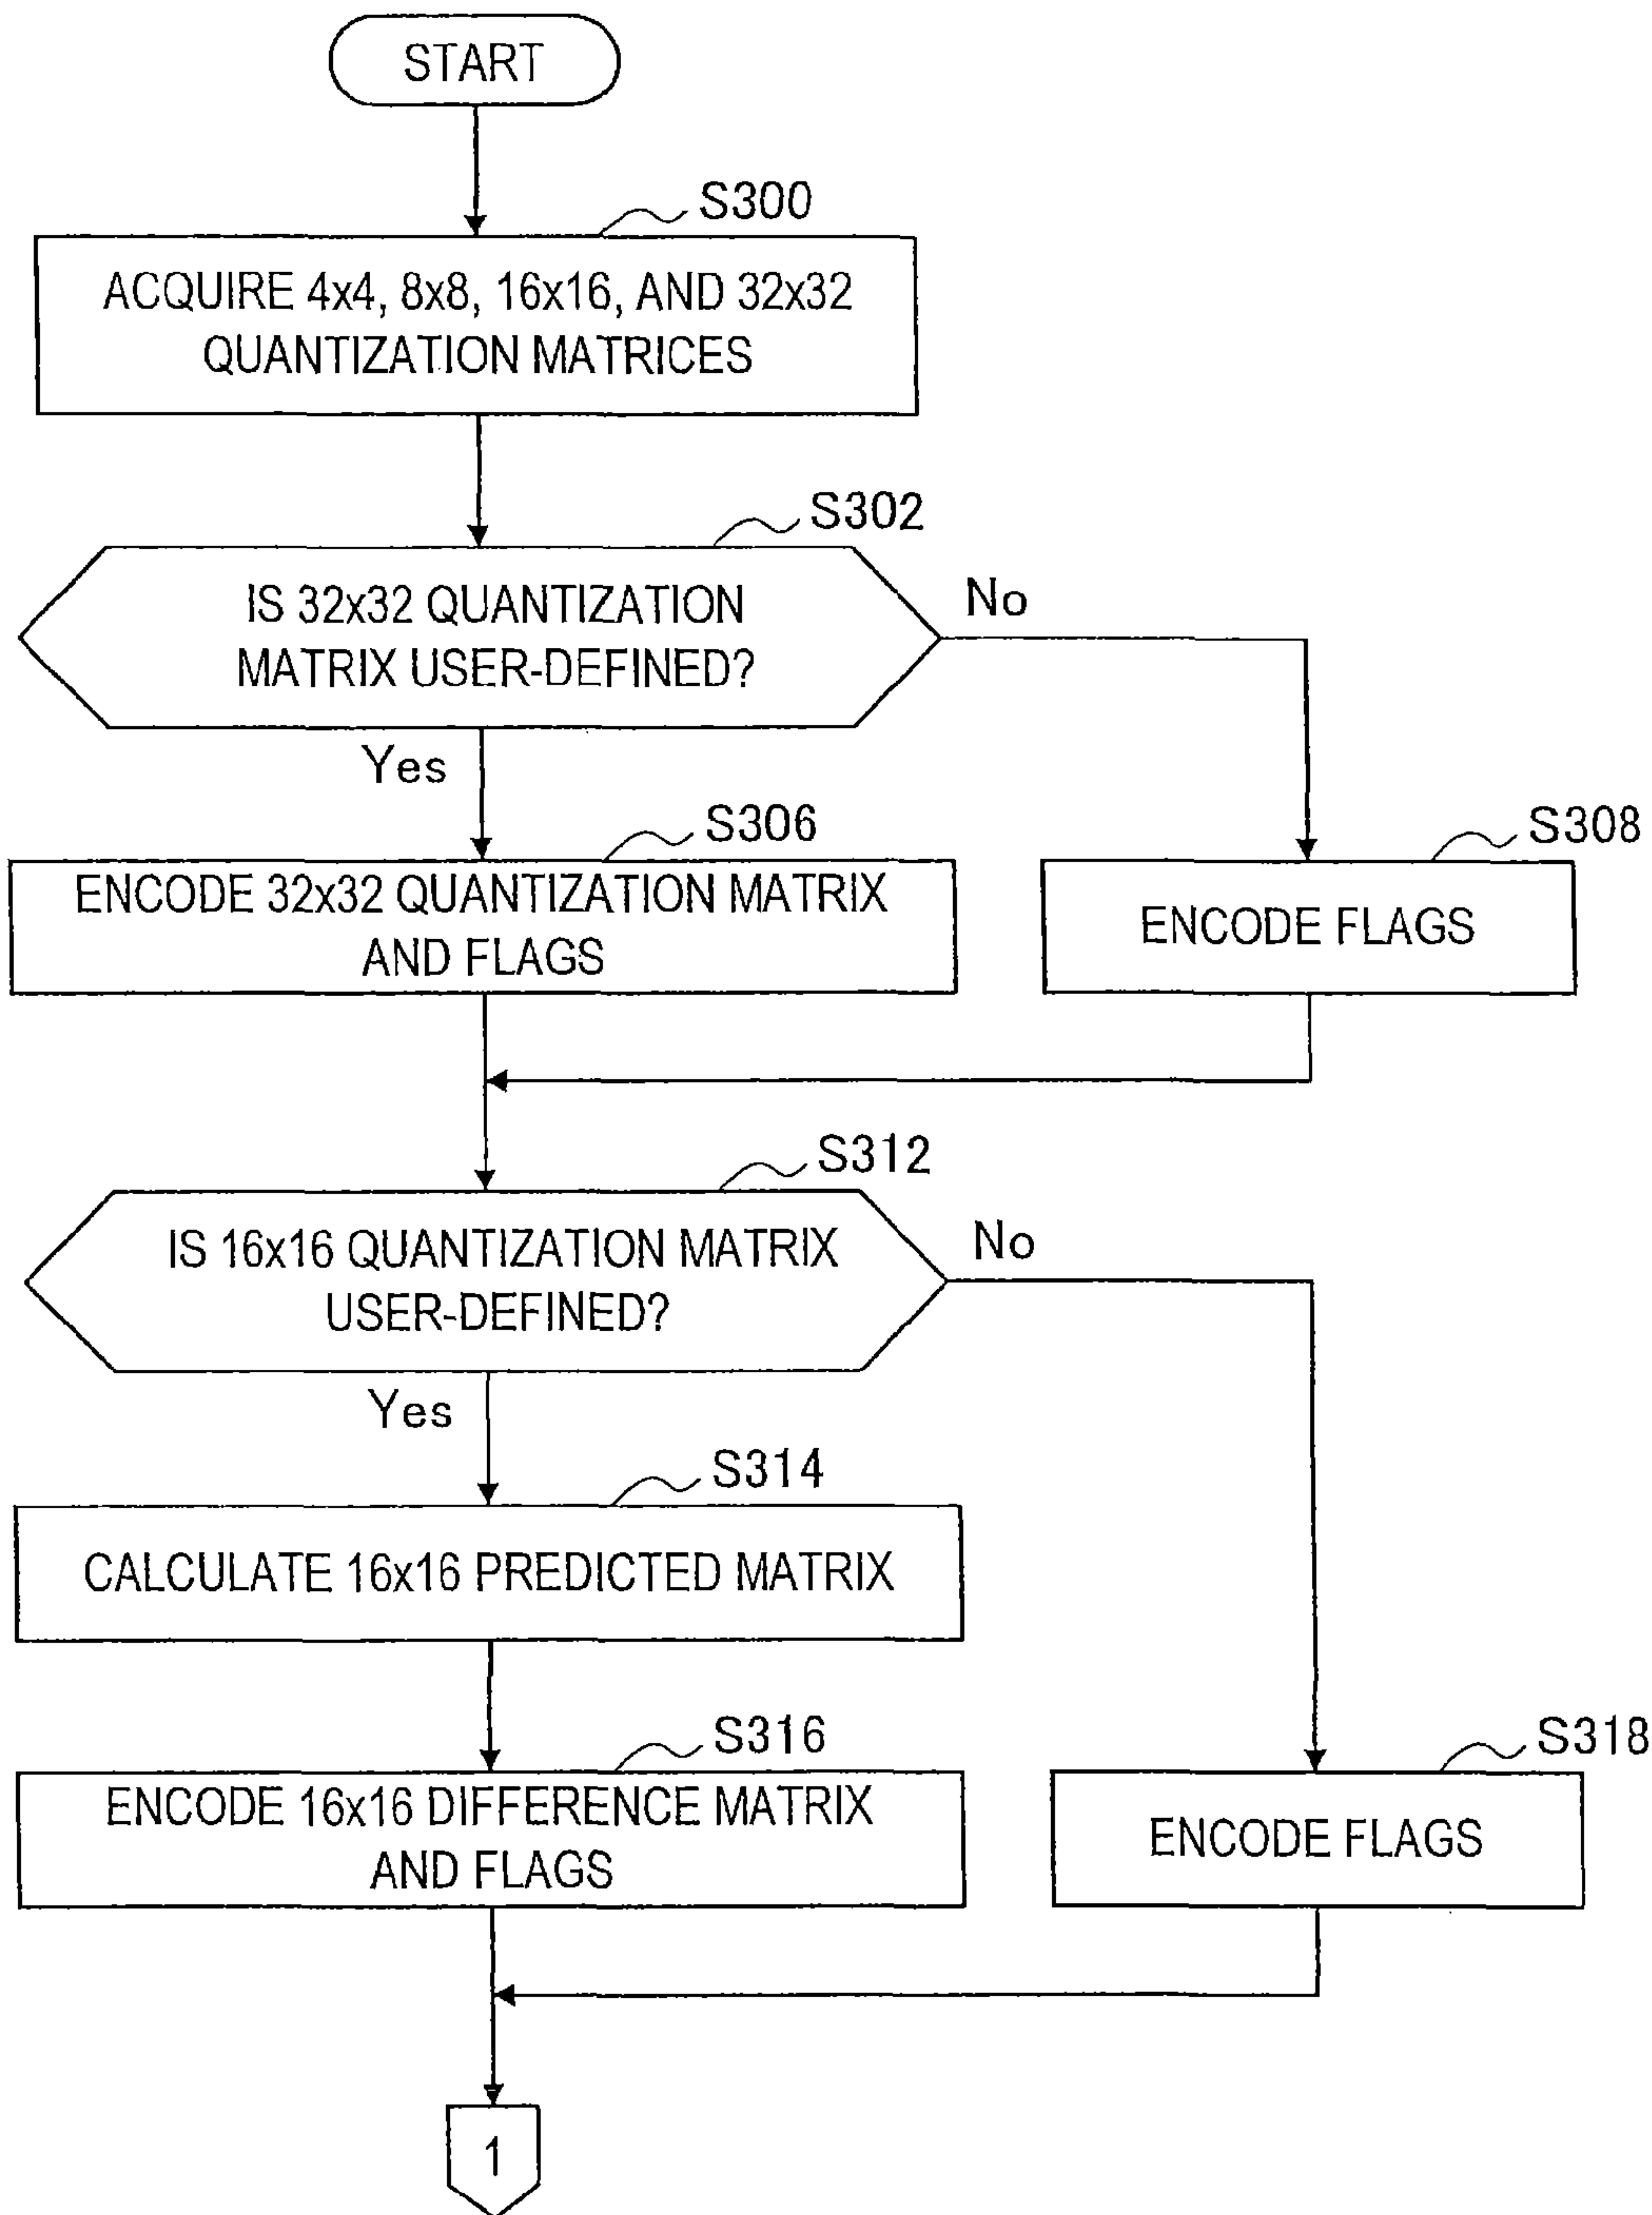 START
S300
ACQUIRE 4x4, 8x8, 16x16, AND 32x32
QUANTIZATION MATRICES
S302
IS 32x32 QUANTIZATION
MATRIX USER-DEFINED?
No
Yes
S306
ENCODE 32x32 QUANTIZATION MATRIX
AND FLAGS
S308
ENCODE FLAGS
S312
IS 16x16 QUANTIZATION MATRIX
USER-DEFINED?
No
Yes
S314
CALCULATE 16x16 PREDICTED MATRIX
S316
ENCODE 16x16 DIFFERENCE MATRIX
AND FLAGS
S318
ENCODE FLAGS
1